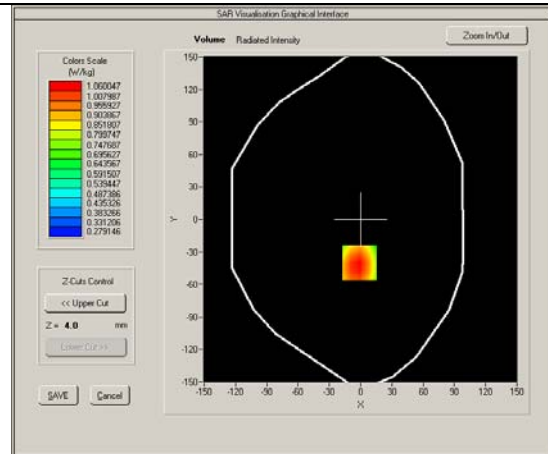 SAR Visualisation Graphical Interface
Volume Radiated Intensity
Zoom In/Out
Colors Scale
(W/kg)
1.060047
1.007987
0.955927
0.903867
0.851807
0.799747
0.747687
0.695627
0.643567
0.591507
0.539447
0.487386
0.435326
0.383266
0.331206
0.279146
Z-Cuts Control
<< Upper Cut
Z = 4.0 mm
Lower Cut >>
SAVE Cancel
150
120
90
60
30
0
-30
-60
-90
-120
-150
Y
-150 -120 -90 -60 -30 0 30 60 90 120 150
X